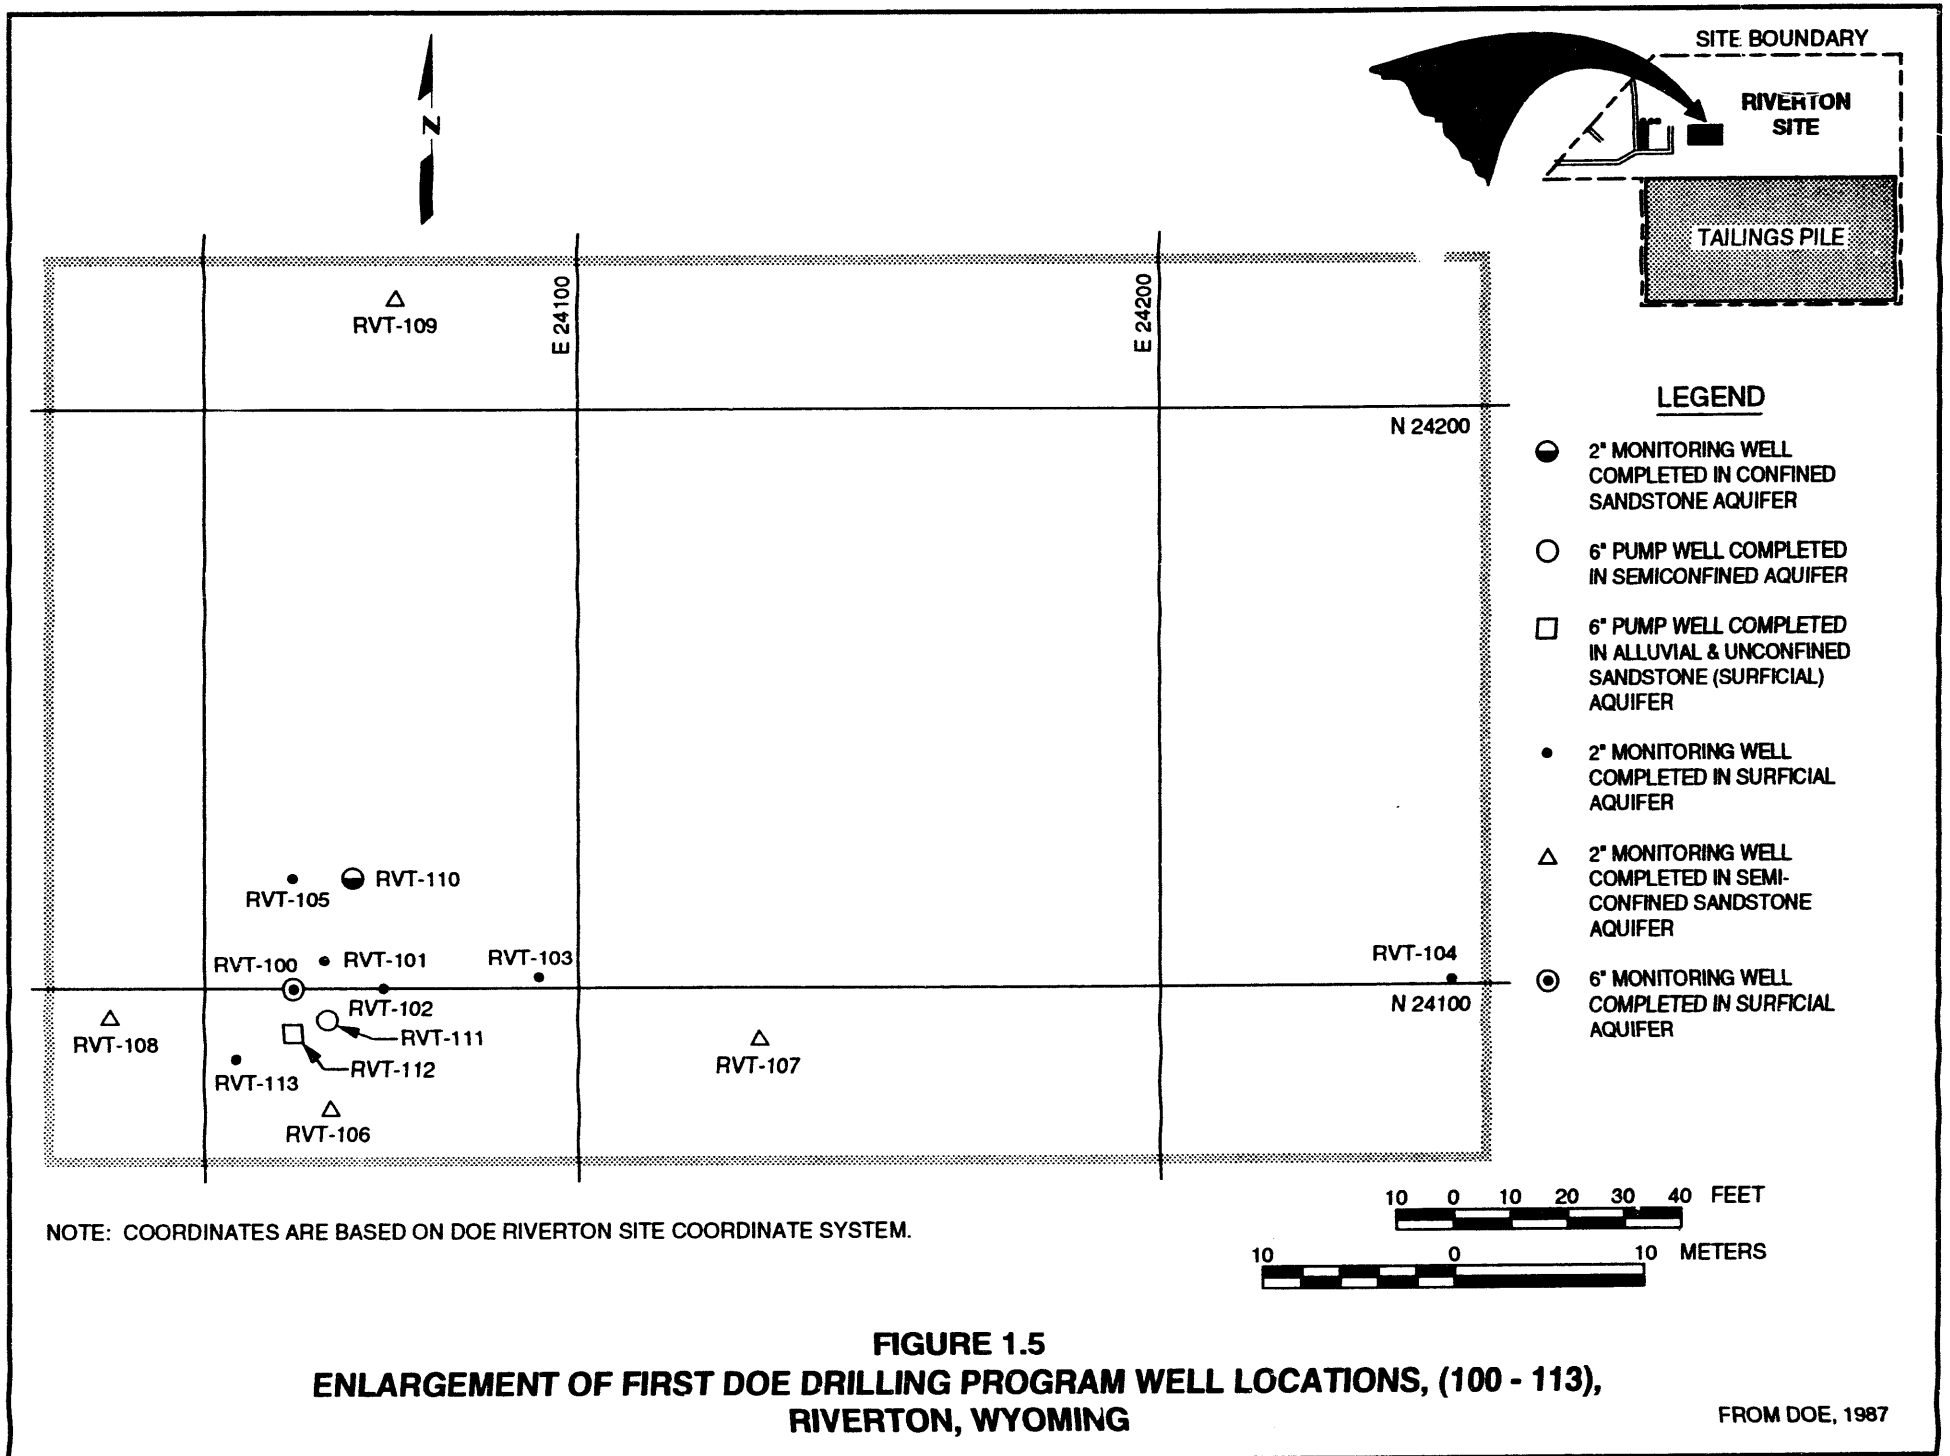 SITE BOUNDARY
RIVERTON
SITE
TAILINGS PILE
N
E 24100
E 24200
RVT-109
N 24200
RVT-105
RVT-110
RVT-100
RVT-101
RVT-103
RVT-104
RVT-102
N 24100
RVT-108
RVT-111
RVT-112
RVT-107
RVT-113
RVT-106
LEGEND
2" MONITORING WELL
COMPLETED IN CONFINED
SANDSTONE AQUIFER
6" PUMP WELL COMPLETED
IN SEMICONFINED AQUIFER
6" PUMP WELL COMPLETED
IN ALLUVIAL & UNCONFINED
SANDSTONE (SURFICIAL)
AQUIFER
2" MONITORING WELL
COMPLETED IN SURFICIAL
AQUIFER
2" MONITORING WELL
COMPLETED IN SEMI-
CONFINED SANDSTONE
AQUIFER
6" MONITORING WELL
COMPLETED IN SURFICIAL
AQUIFER
10 0 10 20 30 40 FEET
NOTE: COORDINATES ARE BASED ON DOE RIVERTON SITE COORDINATE SYSTEM.
10 0 10 METERS
FIGURE 1.5
ENLARGEMENT OF FIRST DOE DRILLING PROGRAM WELL LOCATIONS, (100 - 113),
RIVERTON, WYOMING
FROM DOE, 1987